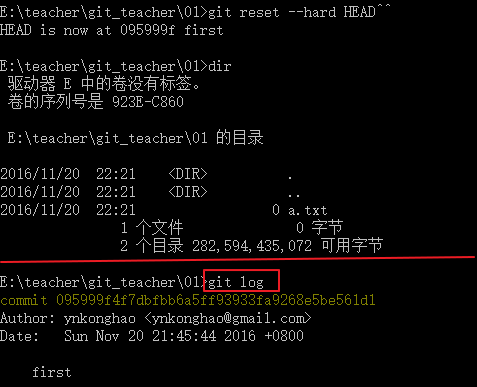 E:\teacher\git_teacher\01>git reset --hard HEAD^^
HEAD is now at 095999f first
E:\teacher\git_teacher\01>dir
驱动器 E 中的卷没有标签。
卷的序列号是 923E-C860
E:\teacher\git_teacher\01 的目录
2016/11/20 22:21 <DIR> .
2016/11/20 22:21 <DIR> ..
2016/11/20 22:21 0 a.txt
1 个文件 0 字节
2 个目录 282,594,435,072 可用字节
E:\teacher\git_teacher\01>git log
commit 095999f4f7dbfbb6a5ff93933fa9268e5be561d1
Author: ynkonghao <ynkonghao@gmail.com>
Date: Sun Nov 20 21:45:44 2016 +0800
first